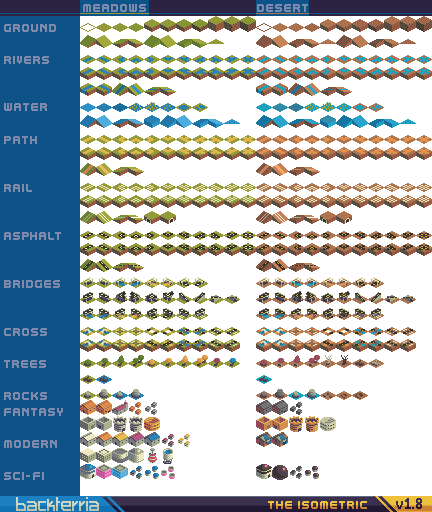 MEADOWS DESERT
GROUND
RIVERS
WATER
PATH
RAIL
ASPHALT
BRIDGES
CROSS
TREES
ROCKS
FANTASY
MODERN
SCI-FI
backterria THE ISOMETRIC v1.8